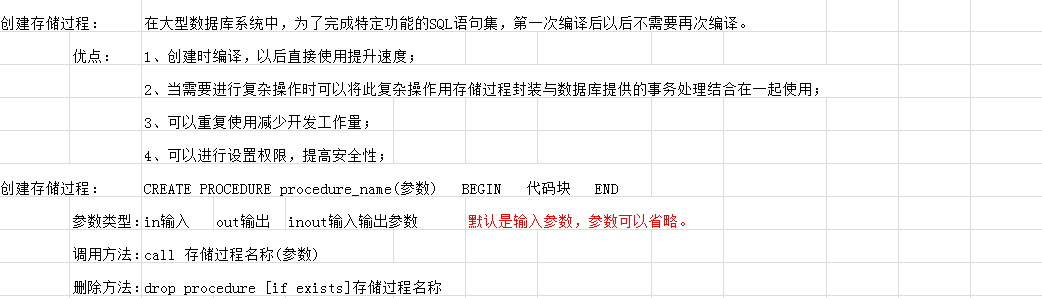 创建存储过程： 在大型数据库系统中，为了完成特定功能的SQL语句集，第一次编译后以后不需要再次编译。
优点： 1、创建时编译，以后直接使用提升速度；
2、当需要进行复杂操作时可以将此复杂操作用存储过程封装与数据库提供的事务处理结合在一起使用；
3、可以重复使用减少开发工作量；
4、可以进行设置权限，提高安全性；
创建存储过程： CREATE PROCEDURE procedure_name(参数) BEGIN 代码块 END
参数类型：in输入 out输出 inout输入输出参数 默认是输入参数，参数可以省略。
调用方法：call 存储过程名称(参数)
删除方法：drop procedure [if exists]存储过程名称